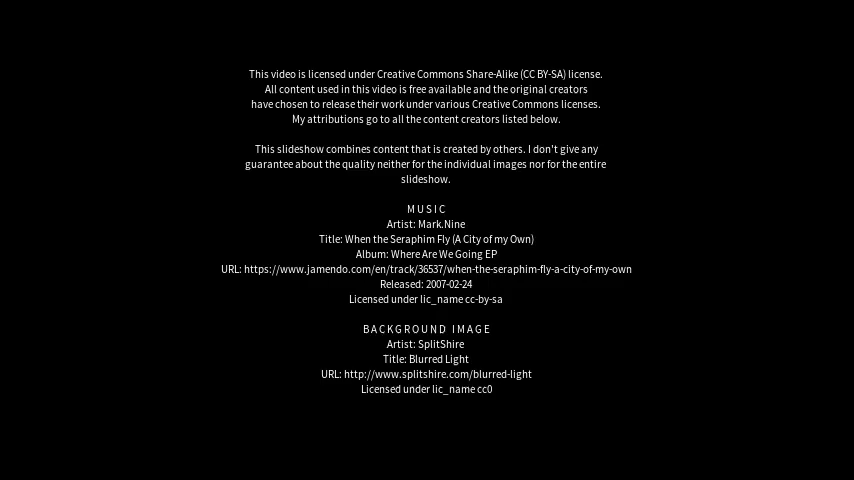 This video is licensed under Creative Commons Share-Alike (CC BY-SA) license.
All content used in this video is free available and the original creators
have chosen to release their work under various Creative Commons licenses.
My attributions go to all the content creators listed below.
This slideshow combines content that is created by others. I don't give any
guarantee about the quality neither for the individual images nor for the entire
slideshow.
MUSIC
Artist: Mark.Nine
Title: When the Seraphim Fly (A City of my Own)
Album: Where Are We Going EP
URL: https://www.jamendo.com/en/track/36537/when-the-seraphim-fly-a-city-of-my-own
Released: 2007-02-24
Licensed under lic_name cc-by-sa
BACKGROUND IMAGE
Artist: SplitShire
Title: Blurred Light
URL: http://www.splitshire.com/blurred-light
Licensed under lic_name cc0